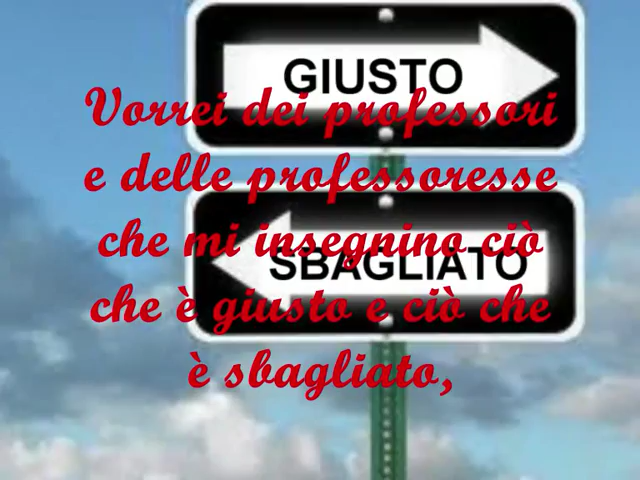 GIUSTO
Vorrei dei professori
e delle professoresse
che mi insegnino ciò
SBAGLIATO
che è giusto e ciò che
è sbagliato,